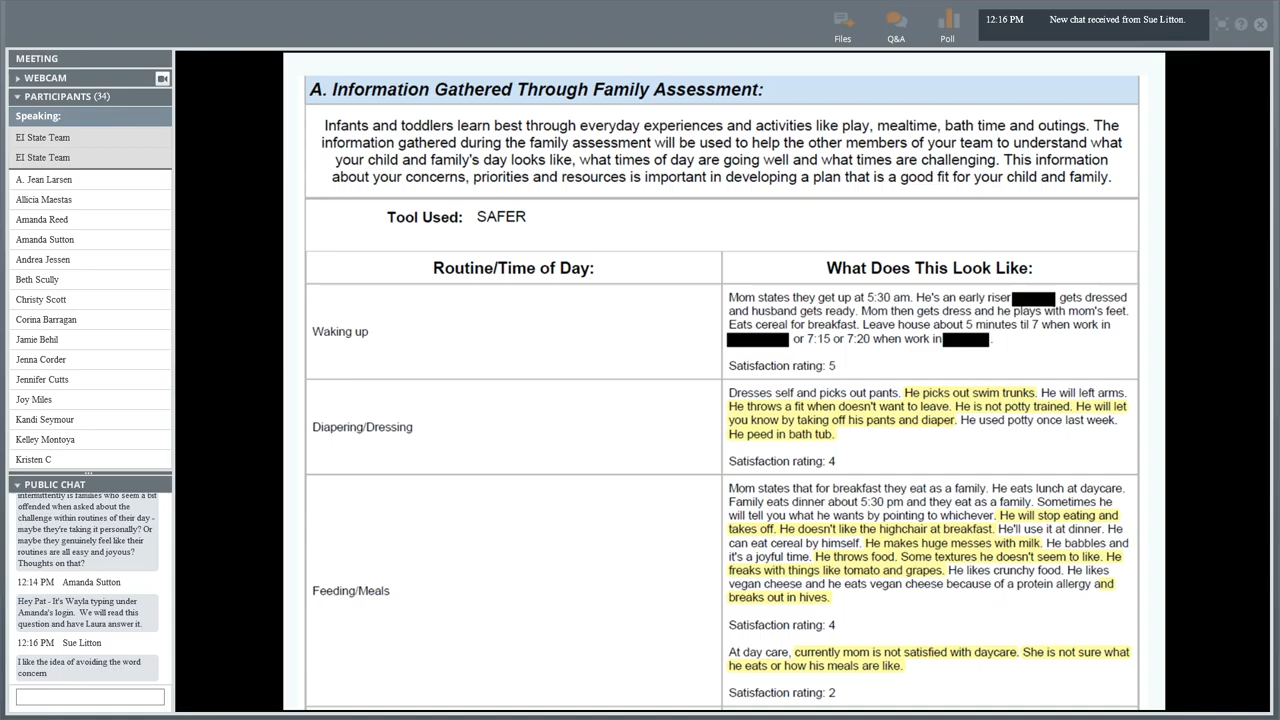 Files
Q&A
Poll
12:16 PM New chat received from Sue Litton.
MEETING
WEBCAM
PARTICIPANTS (34)
Speaking:
EI State Team
EI State Team
A. Jean Larsen
Allicia Maestas
Amanda Reed
Amanda Sutton
Andrea Jessen
Beth Scully
Christy Scott
Corina Barragan
Jamie Behil
Jenna Corder
Jennifer Cutts
Joy Miles
Kandi Seymour
Kelley Montoya
Kristen C
PUBLIC CHAT
intermittently is families who seem a bit
offended when asked about the
challenge within routines of their day -
maybe they're taking it personally? Or
maybe they genuinely feel like their
routines are all easy and joyous?
Thoughts on that?
12:14 PM Amanda Sutton
Hey Pat - It's Wayla typing under
Amanda's login. We will read this
question and have Laura answer it.
12:16 PM Sue Litton
I like the idea of avoiding the word
concern
A. Information Gathered Through Family Assessment:
Infants and toddlers learn best through everyday experiences and activities like play, mealtime, bath time and outings. The
information gathered during the family assessment will be used to help the other members of your team to understand what
your child and family's day looks like, what times of day are going well and what times are challenging. This information
about your concerns, priorities and resources is important in developing a plan that is a good fit for your child and family.
Tool Used: SAFER
Routine/Time of Day:
What Does This Look Like:
Waking up
Mom states they get up at 5:30 am. He's an early riser gets dressed
and husband gets ready. Mom then gets dress and he plays with mom's feet.
Eats cereal for breakfast. Leave house about 5 minutes til 7 when work in
or 7:15 or 7:20 when work in .
Satisfaction rating: 5
Diapering/Dressing
Dresses self and picks out pants. He picks out swim trunks. He will left arms.
He throws a fit when doesn't want to leave. He is not potty trained. He will let
you know by taking off his pants and diaper. He used potty once last week.
He peed in bath tub.
Satisfaction rating: 4
Feeding/Meals
Mom states that for breakfast they eat as a family. He eats lunch at daycare.
Family eats dinner about 5:30 pm and they eat as a family. Sometimes he
will tell you what he wants by pointing to whichever. He will stop eating and
takes off. He doesn't like the highchair at breakfast. He'll use it at dinner. He
can eat cereal by himself. He makes huge messes with milk. He babbles and
it's a joyful time. He throws food. Some textures he doesn't seem to like. He
freaks with things like tomato and grapes. He likes crunchy food. He likes
vegan cheese and he eats vegan cheese because of a protein allergy and
breaks out in hives.
Satisfaction rating: 4
At day care, currently mom is not satisfied with daycare. She is not sure what
he eats or how his meals are like.
Satisfaction rating: 2